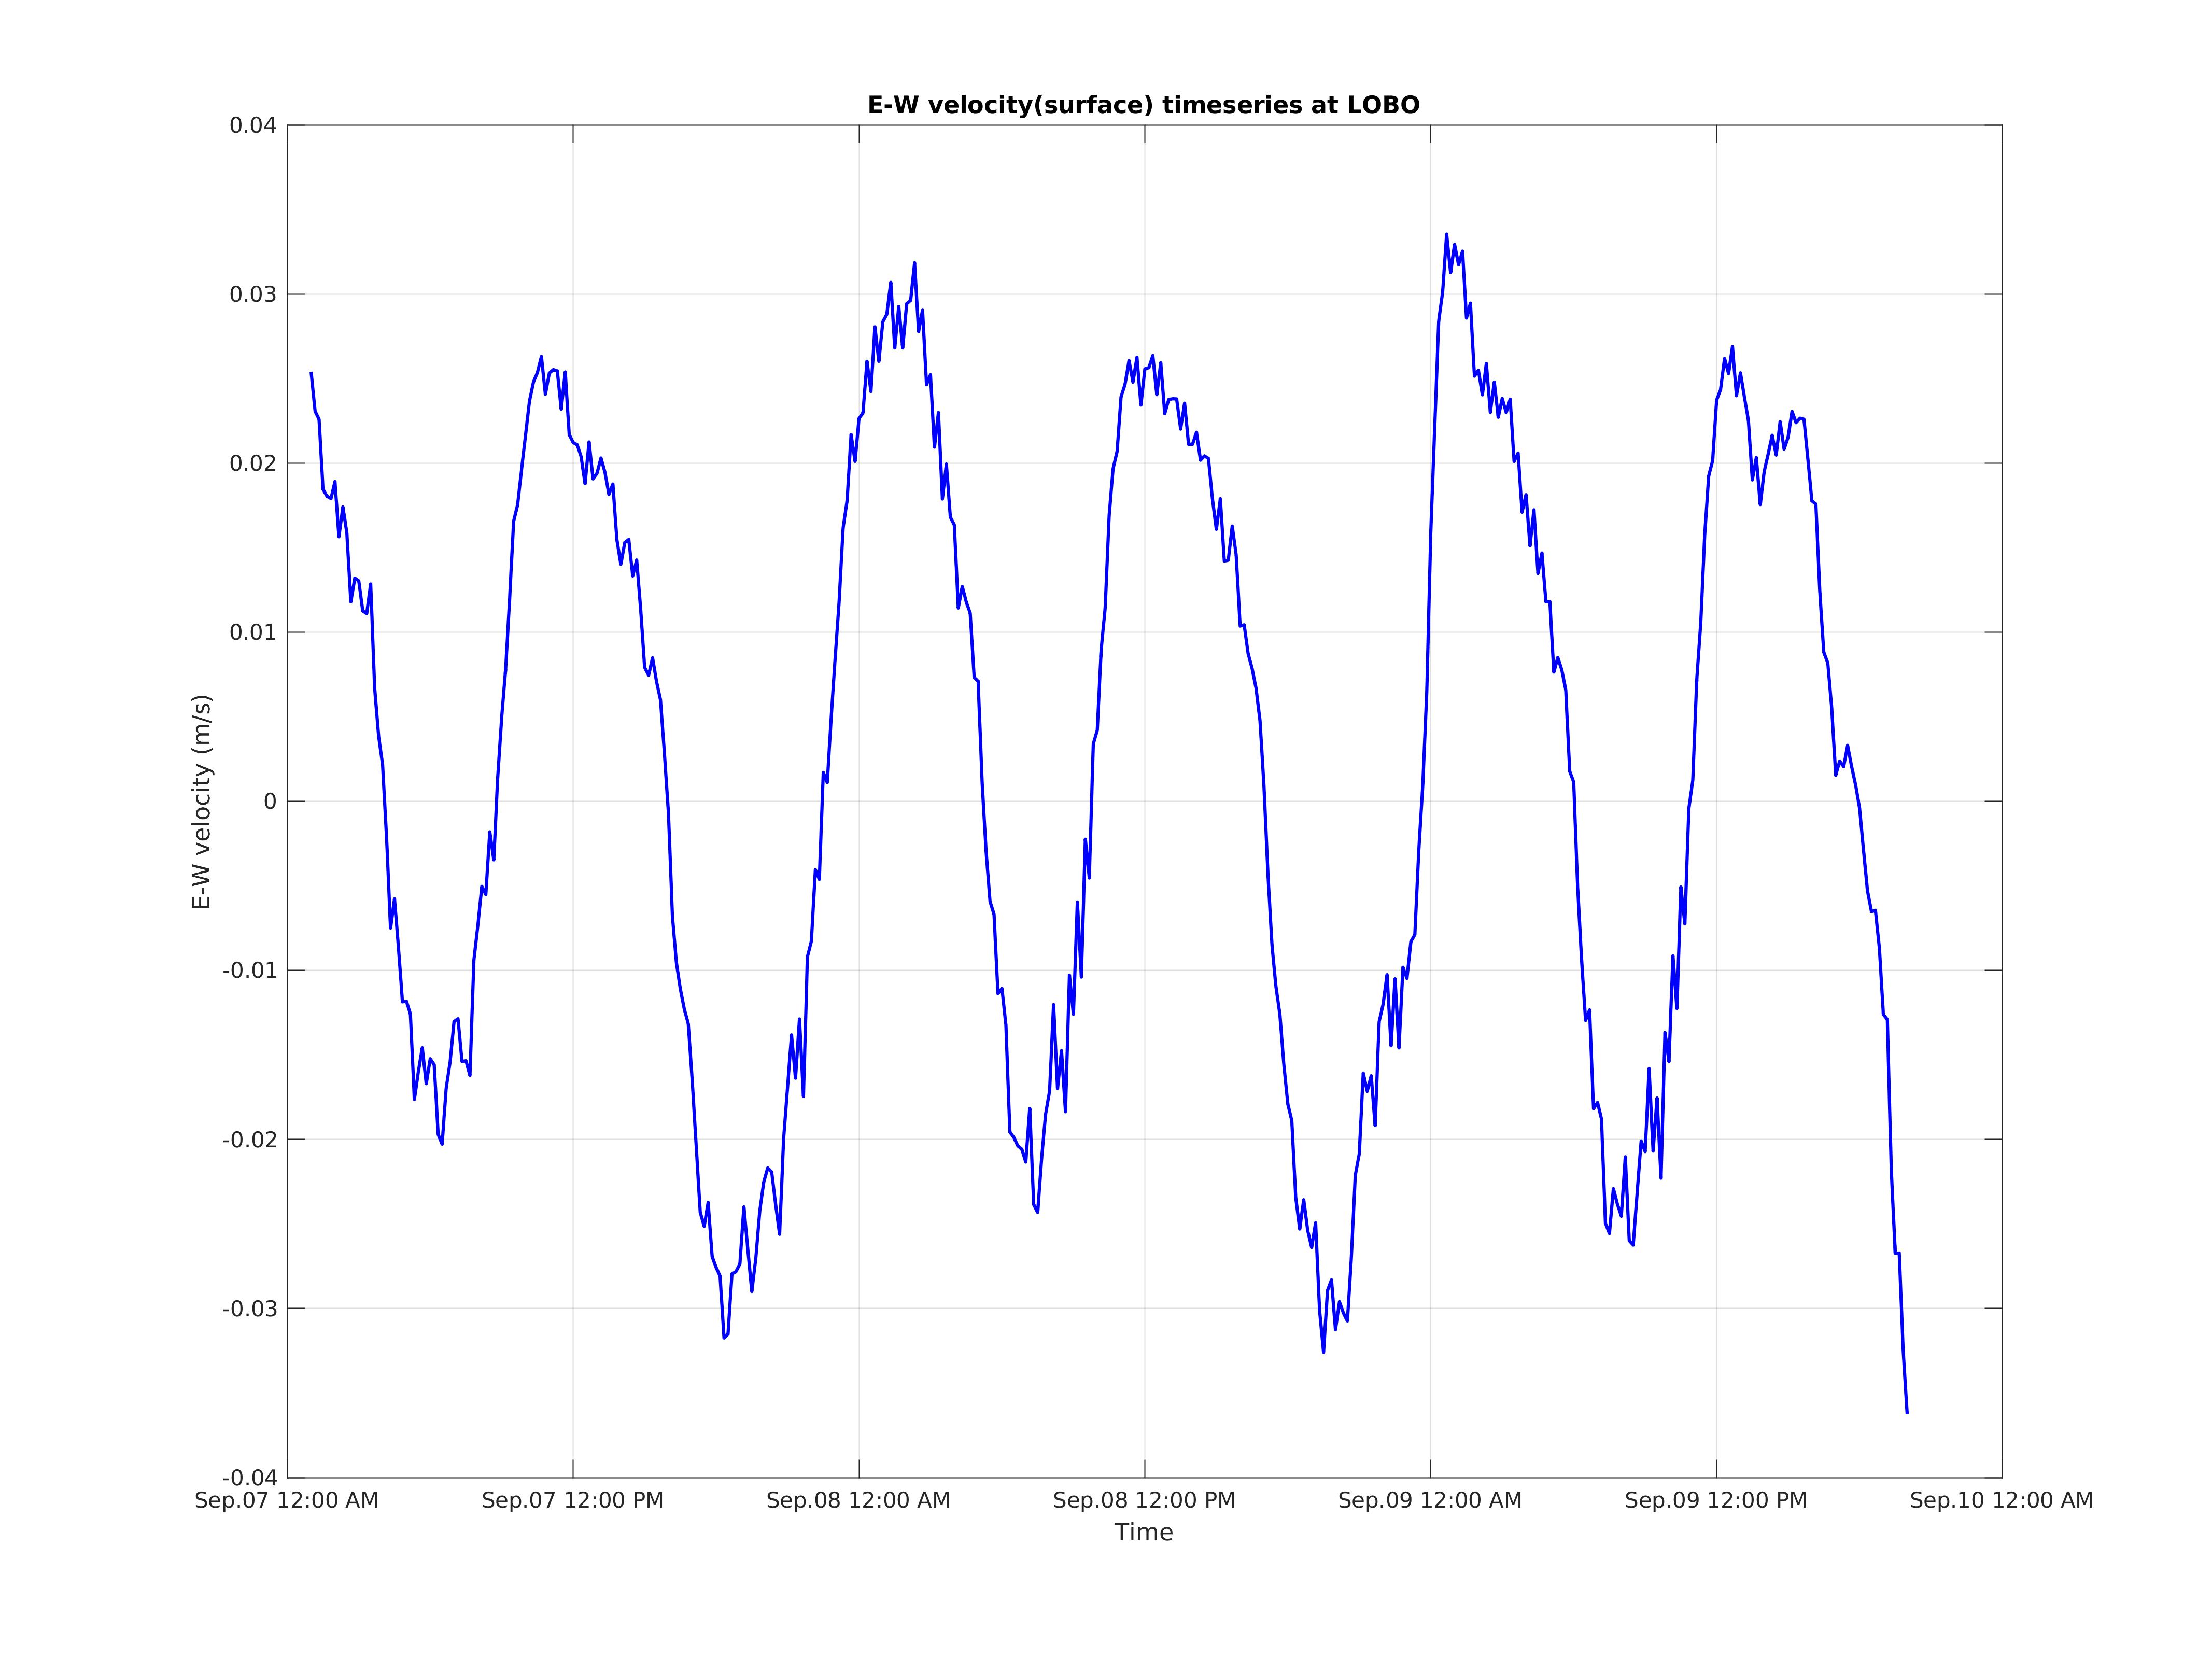 E-W velocity(surface) timeseries at LOBO
0.04
0.03
0.02
0.01
0
-0.01
-0.02
-0.03
-0.04
E-W velocity (m/s)
Sep.07 12:00 AM Sep.07 12:00 PM Sep.08 12:00 AM Sep.08 12:00 PM Sep.09 12:00 AM Sep.09 12:00 PM Sep.10 12:00 AM
Time